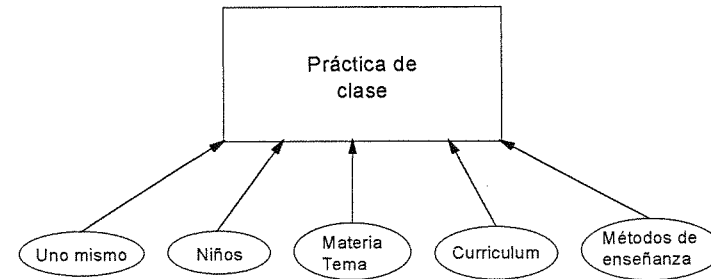 Práctica de
clase
Uno mismo
Niños
Materia
Tema
Curriculum
Métodos de
enseñanza